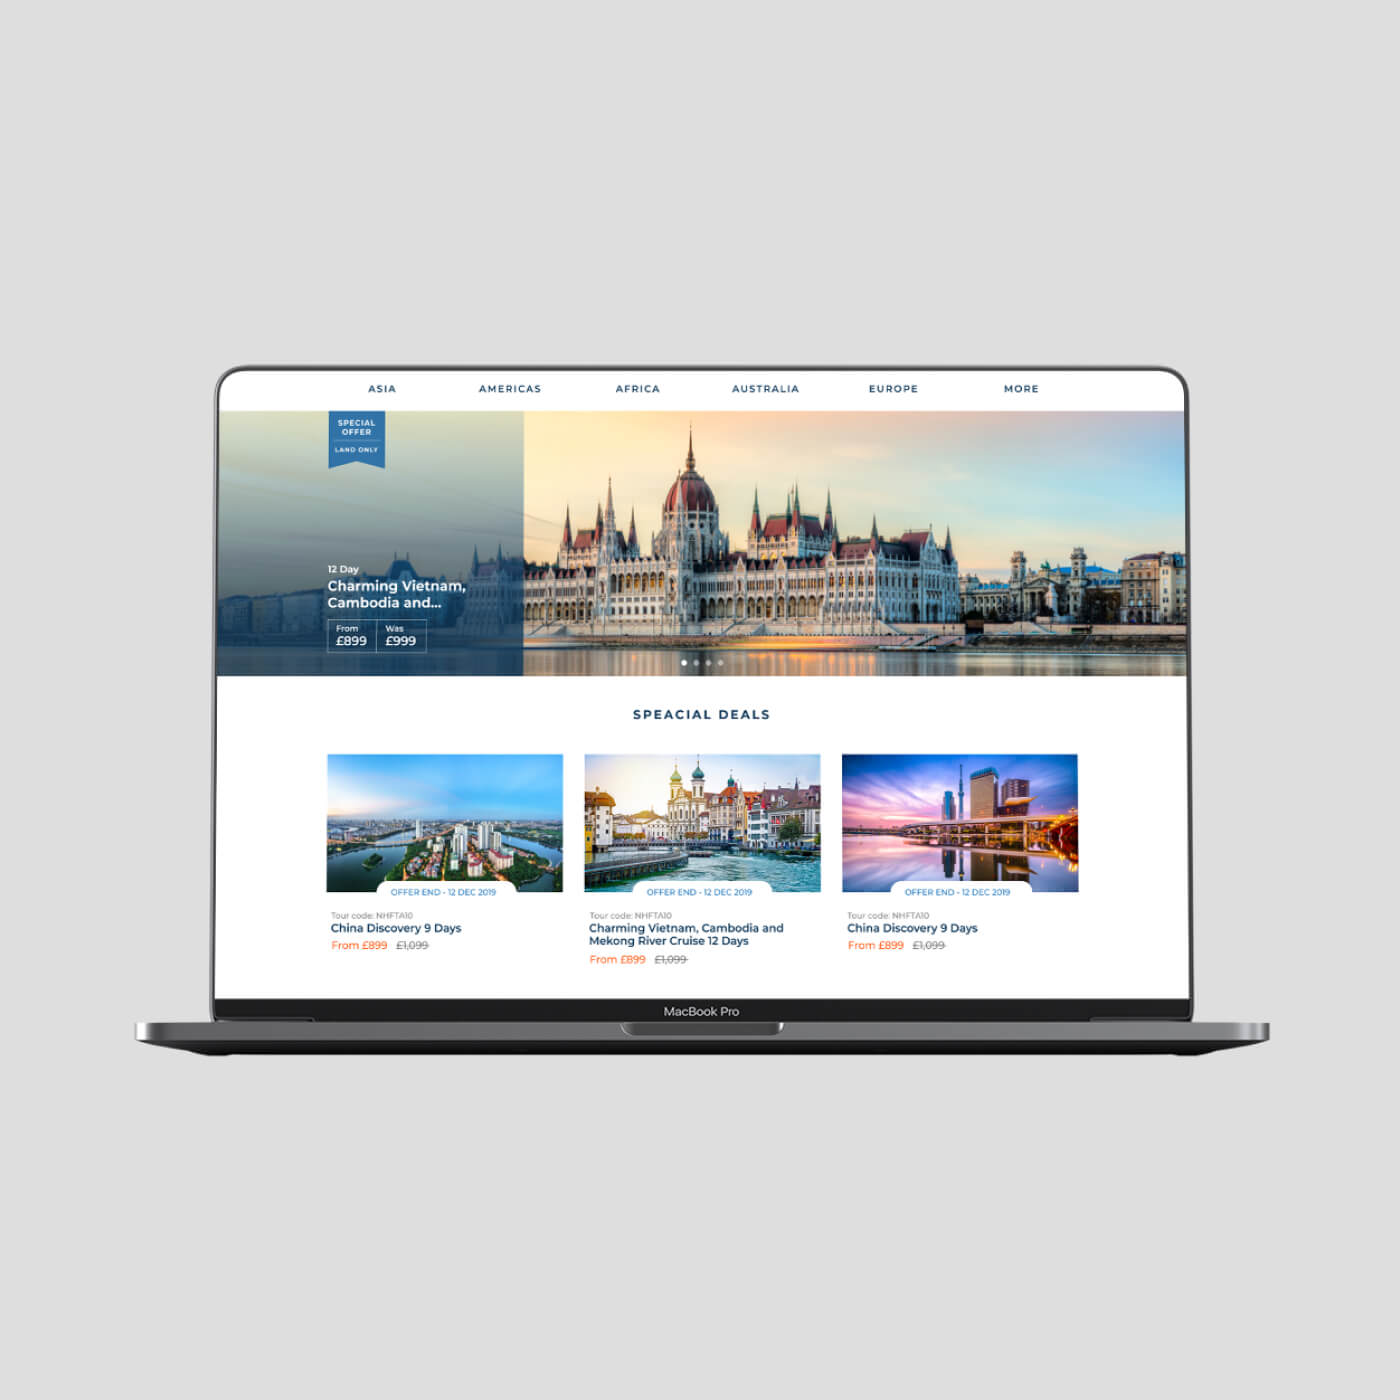 ASIA AMERICAS AFRICA AUSTRALIA EUROPE MORE
SPECIAL
OFFER
LAND ONLY
12 Day
Charming Vietnam,
Cambodia and...
From Was
£899 £999
SPEACIAL DEALS
OFFER END - 12 DEC 2019
Tour code: NHFTA10
China Discovery 9 Days
From £899 £1,099
OFFER END - 12 DEC 2019
Tour code: NHFTA10
Charming Vietnam, Cambodia and
Mekong River Cruise 12 Days
From £899 £1,099
OFFER END - 12 DEC 2019
Tour code: NHFTA10
China Discovery 9 Days
From £899 £1,099
MacBook Pro